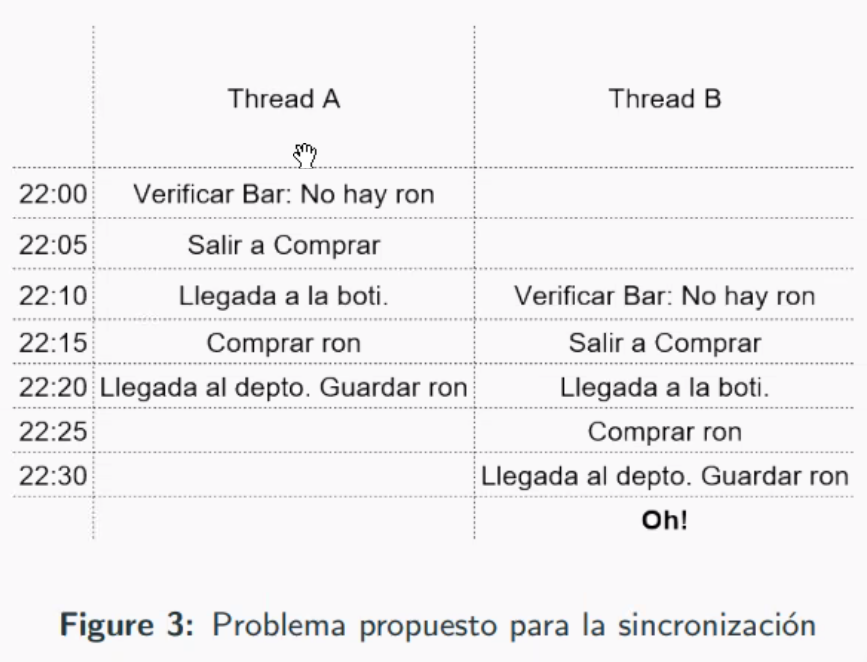 Thread A Thread B
22:00 Verificar Bar: No hay ron
22:05 Salir a Comprar
22:10 Llegada a la boti. Verificar Bar: No hay ron
22:15 Comprar ron Salir a Comprar
22:20 Llegada al depto. Guardar ron Llegada a la boti.
22:25 Comprar ron
22:30 Llegada al depto. Guardar ron
Oh!
Figure 3: Problema propuesto para la sincronización